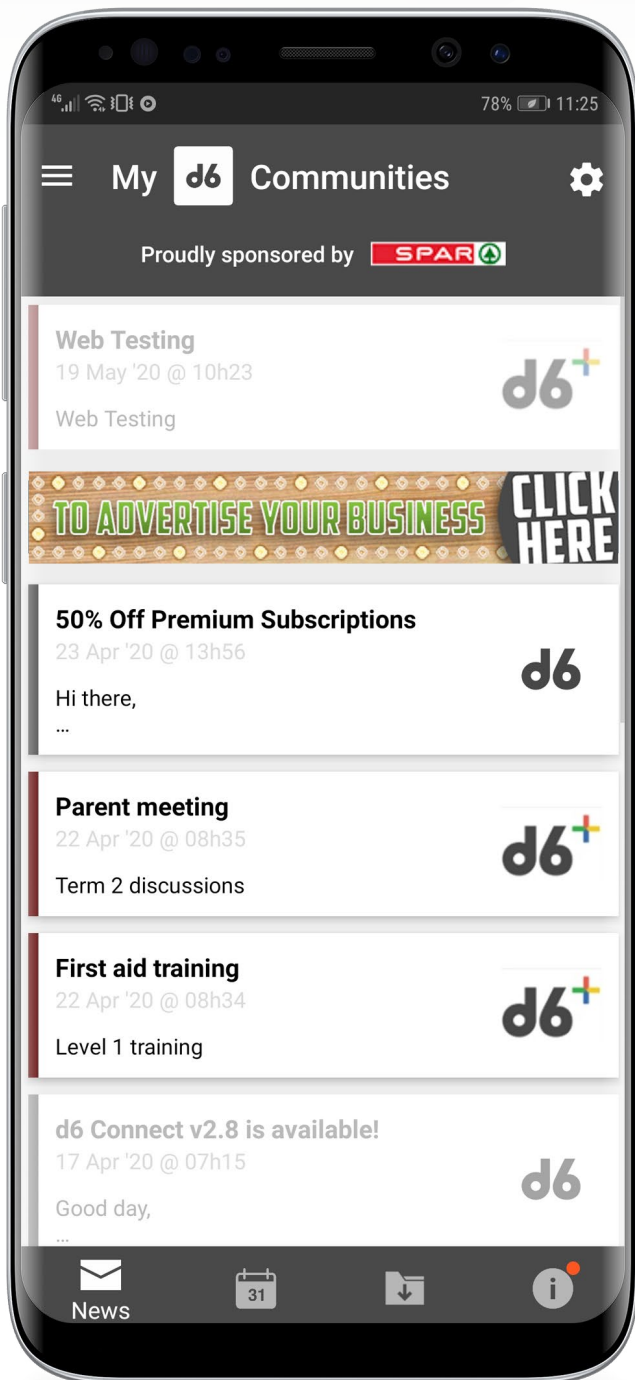 4G 78% 11:25
My d6 Communities
Proudly sponsored by SPAR
Web Testing
19 May '20 @ 10h23
d6+
Web Testing
TO ADVERTISE YOUR BUSINESS CLICK HERE
50% Off Premium Subscriptions
23 Apr '20 @ 13h56
d6
Hi there,
…
Parent meeting
22 Apr '20 @ 08h35
d6+
Term 2 discussions
First aid training
22 Apr '20 @ 08h34
d6+
Level 1 training
d6 Connect v2.8 is available!
17 Apr '20 @ 07h15
d6
Good day,
…
31
i
News